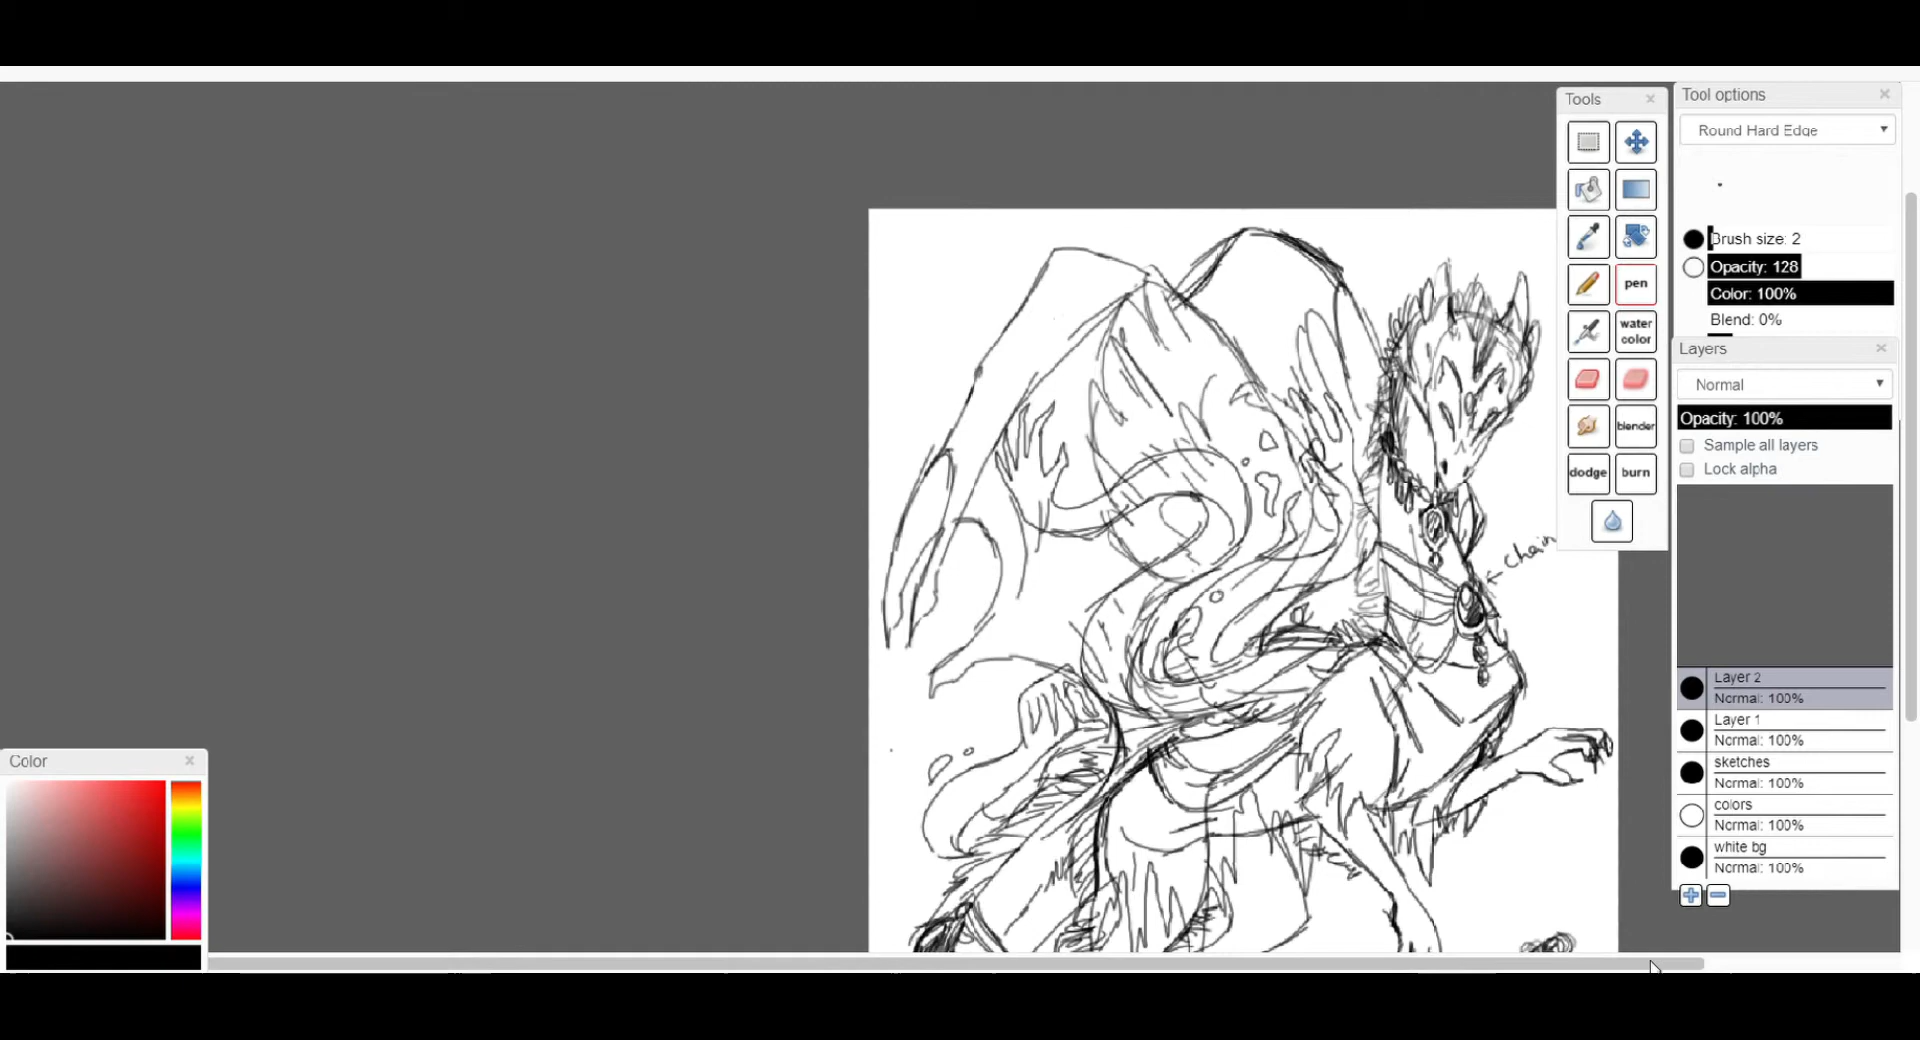 Tools
Tool options
Round Hard Edge
Brush size: 2
Opacity: 128
Color: 100%
Blend: 0%
pen
water
color
blender
dodge
burn
Layers
Normal
Opacity: 100%
Sample all layers
Lock alpha
Layer 2
Normal: 100%
Layer 1
Normal: 100%
sketches
Normal: 100%
colors
Normal: 100%
white bg
Normal: 100%
← Chain
Color